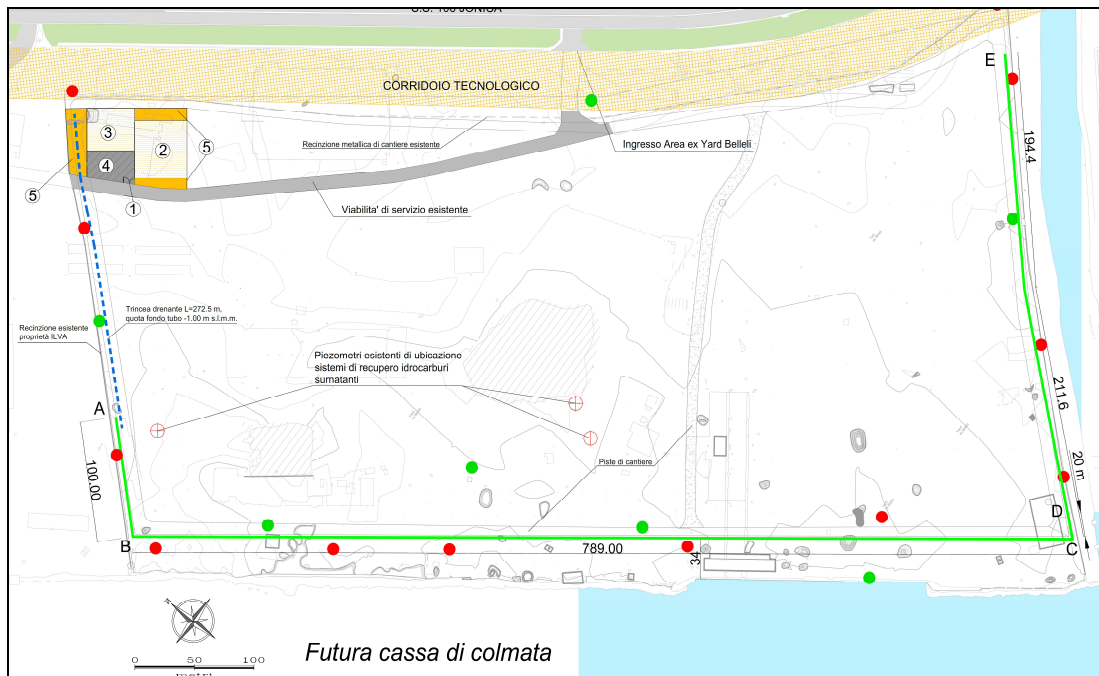 S.S. 106 JONICA
E
CORRIDOIO TECNOLOGICO
3
2
5
4
5
1
Recinzione metallica di cantiere esistente
Ingresso Area ex Yard Belleli
194.4
Viabilita' di servizio esistente
Trincea drenante L=272.5 m,
quota fondo tubo -1.00 m s.l.m.m.
Recinzione esistente
proprietà ILVA
Piezometri esistenti di ubicazione
sistemi di recupero idrocarburi
surnatanti
211.6
A
100.00
Piste di cantiere
20 m
D
B
789.00
34
C
0 50 100
metri
Futura cassa di colmata